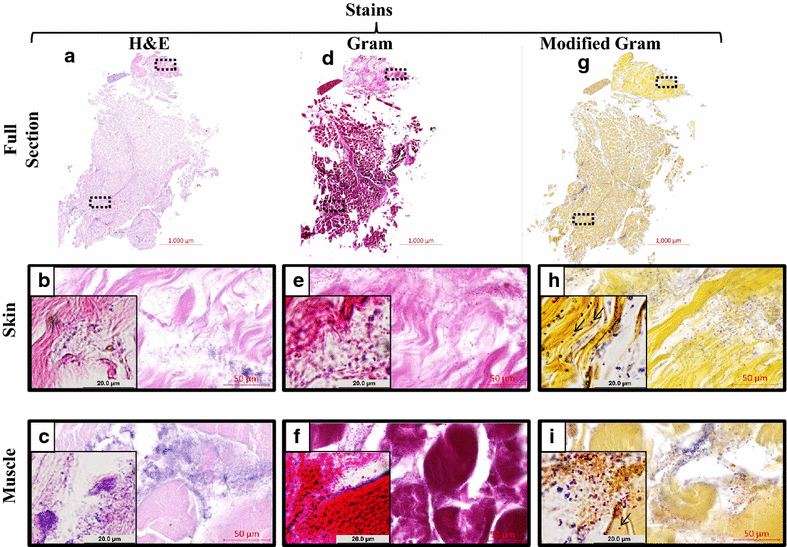 Stains
H&E
Gram
Modified Gram
a
d
g
Full
Section
1,000 µm
1,000 µm
1,000 µm
Skin
b
e
h
20.0 µm
50 µm
20.0 µm
50 µm
20.0 µm
50 µm
Muscle
c
f
i
20.0 µm
50 µm
20.0 µm
50 µm
20.0 µm
50 µm